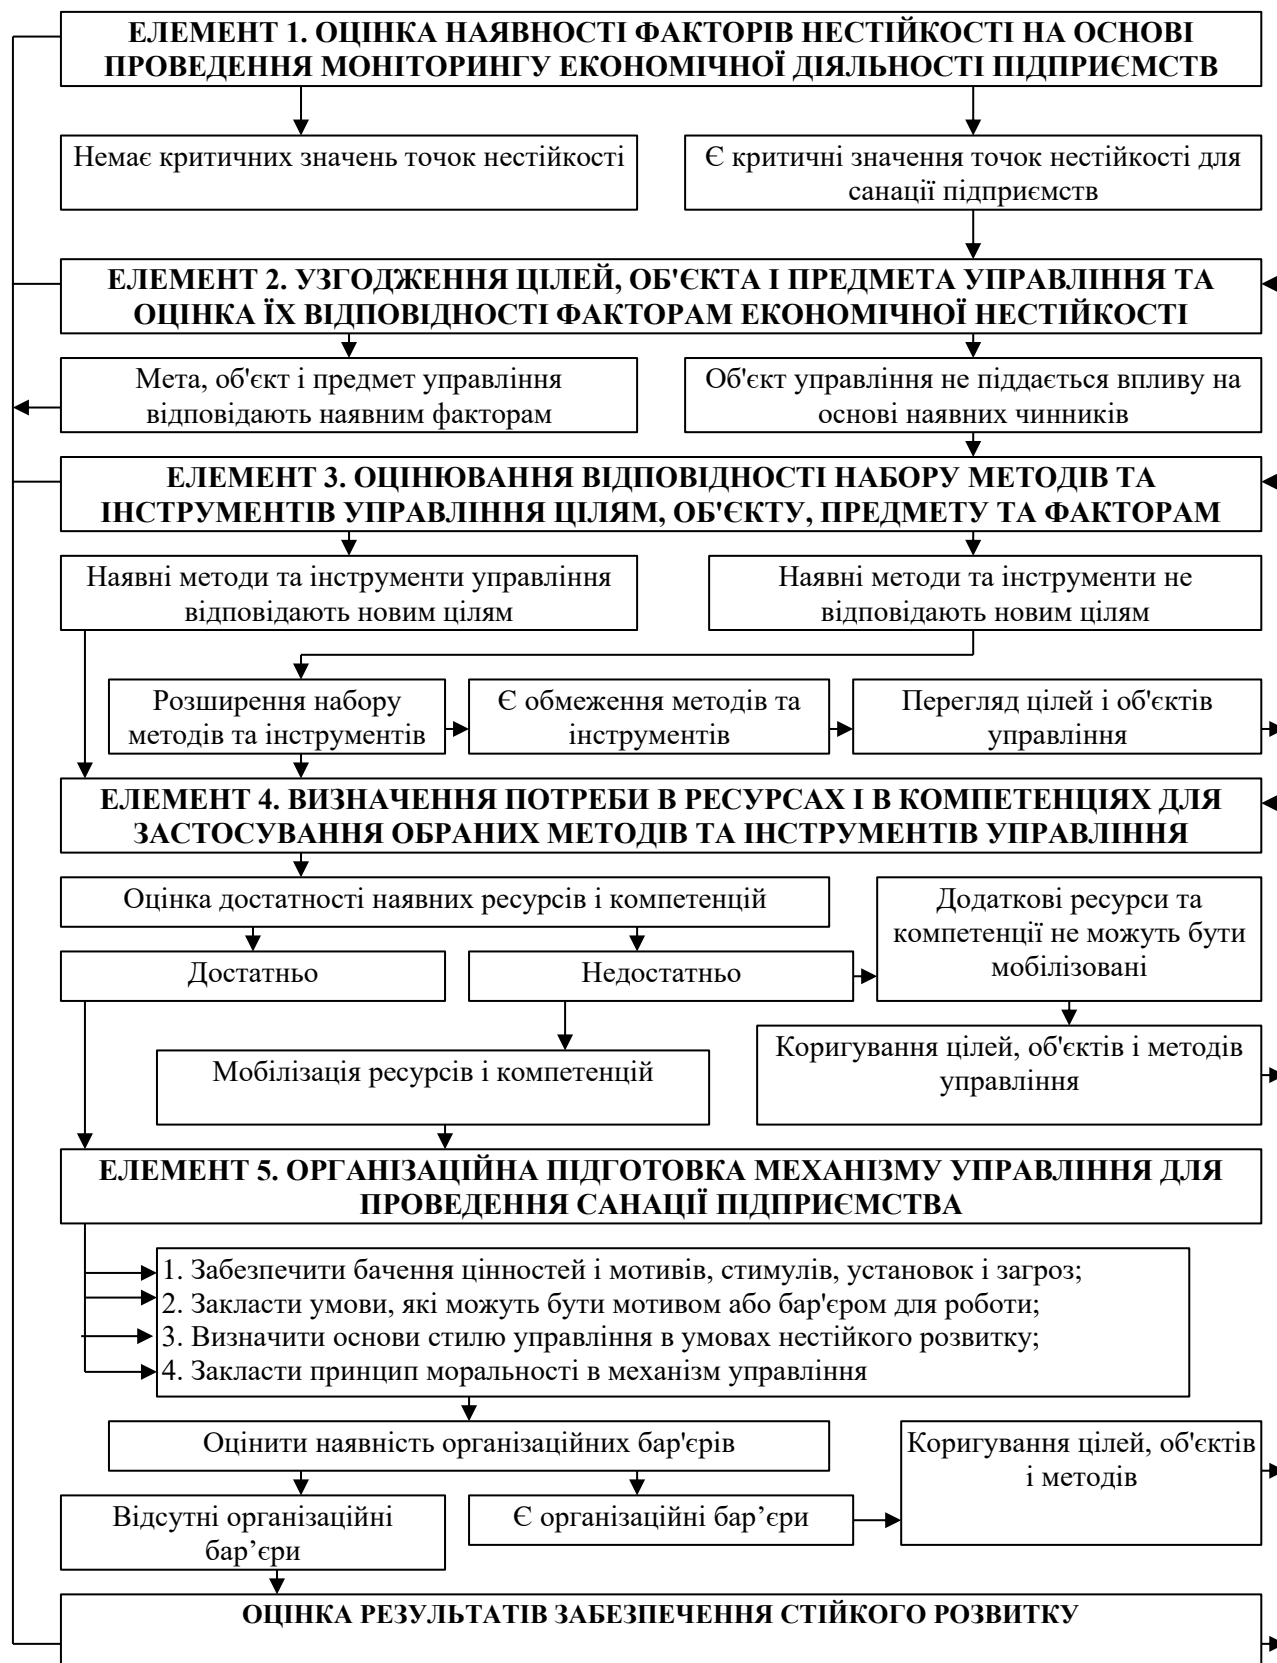 ЕЛЕМЕНТ 1. ОЦІНКА НАЯВНОСТІ ФАКТОРІВ НЕСТІЙКОСТІ НА ОСНОВІ
ПРОВЕДЕННЯ МОНІТОРИНГУ ЕКОНОМІЧНОЇ ДІЯЛЬНОСТІ ПІДПРИЄМСТВ
Немає критичних значень точок нестійкості
Є критичні значення точок нестійкості для
санації підприємств
ЕЛЕМЕНТ 2. УЗГОДЖЕННЯ ЦІЛЕЙ, ОБ'ЄКТА І ПРЕДМЕТА УПРАВЛІННЯ ТА
ОЦІНКА ЇХ ВІДПОВІДНОСТІ ФАКТОРАМ ЕКОНОМІЧНОЇ НЕСТІЙКОСТІ
Мета, об'єкт і предмет управління
відповідають наявним факторам
Об'єкт управління не піддається впливу на
основі наявних чинників
ЕЛЕМЕНТ 3. ОЦІНЮВАННЯ ВІДПОВІДНОСТІ НАБОРУ МЕТОДІВ ТА
ІНСТРУМЕНТІВ УПРАВЛІННЯ ЦІЛЯМ, ОБ'ЄКТУ, ПРЕДМЕТУ ТА ФАКТОРАМ
Наявні методи та інструменти управління
відповідають новим цілям
Наявні методи та інструменти не
відповідають новим цілям
Розширення набору
методів та інструментів
Є обмеження методів та
інструментів
Перегляд цілей і об'єктів
управління
ЕЛЕМЕНТ 4. ВИЗНАЧЕННЯ ПОТРЕБИ В РЕСУРСАХ І В КОМПЕТЕНЦІЯХ ДЛЯ
ЗАСТОСУВАННЯ ОБРАНИХ МЕТОДІВ ТА ІНСТРУМЕНТІВ УПРАВЛІННЯ
Оцінка достатності наявних ресурсів і компетенцій
Додаткові ресурси та
компетенції не можуть бути
мобілізовані
Достатньо
Недостатньо
Мобілізація ресурсів і компетенцій
Коригування цілей, об'єктів і методів
управління
ЕЛЕМЕНТ 5. ОРГАНІЗАЦІЙНА ПІДГОТОВКА МЕХАНІЗМУ УПРАВЛІННЯ ДЛЯ
ПРОВЕДЕННЯ САНАЦІЇ ПІДПРИЄМСТВА
1. Забезпечити бачення цінностей і мотивів, стимулів, установок і загроз;
2. Закласти умови, які можуть бути мотивом або бар'єром для роботи;
3. Визначити основи стилю управління в умовах нестійкого розвитку;
4. Закласти принцип моральності в механізм управління
Оцінити наявність організаційних бар'єрів
Коригування цілей, об'єктів
і методів
Відсутні організаційні
бар’єри
Є організаційні бар’єри
ОЦІНКА РЕЗУЛЬТАТІВ ЗАБЕЗПЕЧЕННЯ СТІЙКОГО РОЗВИТКУ